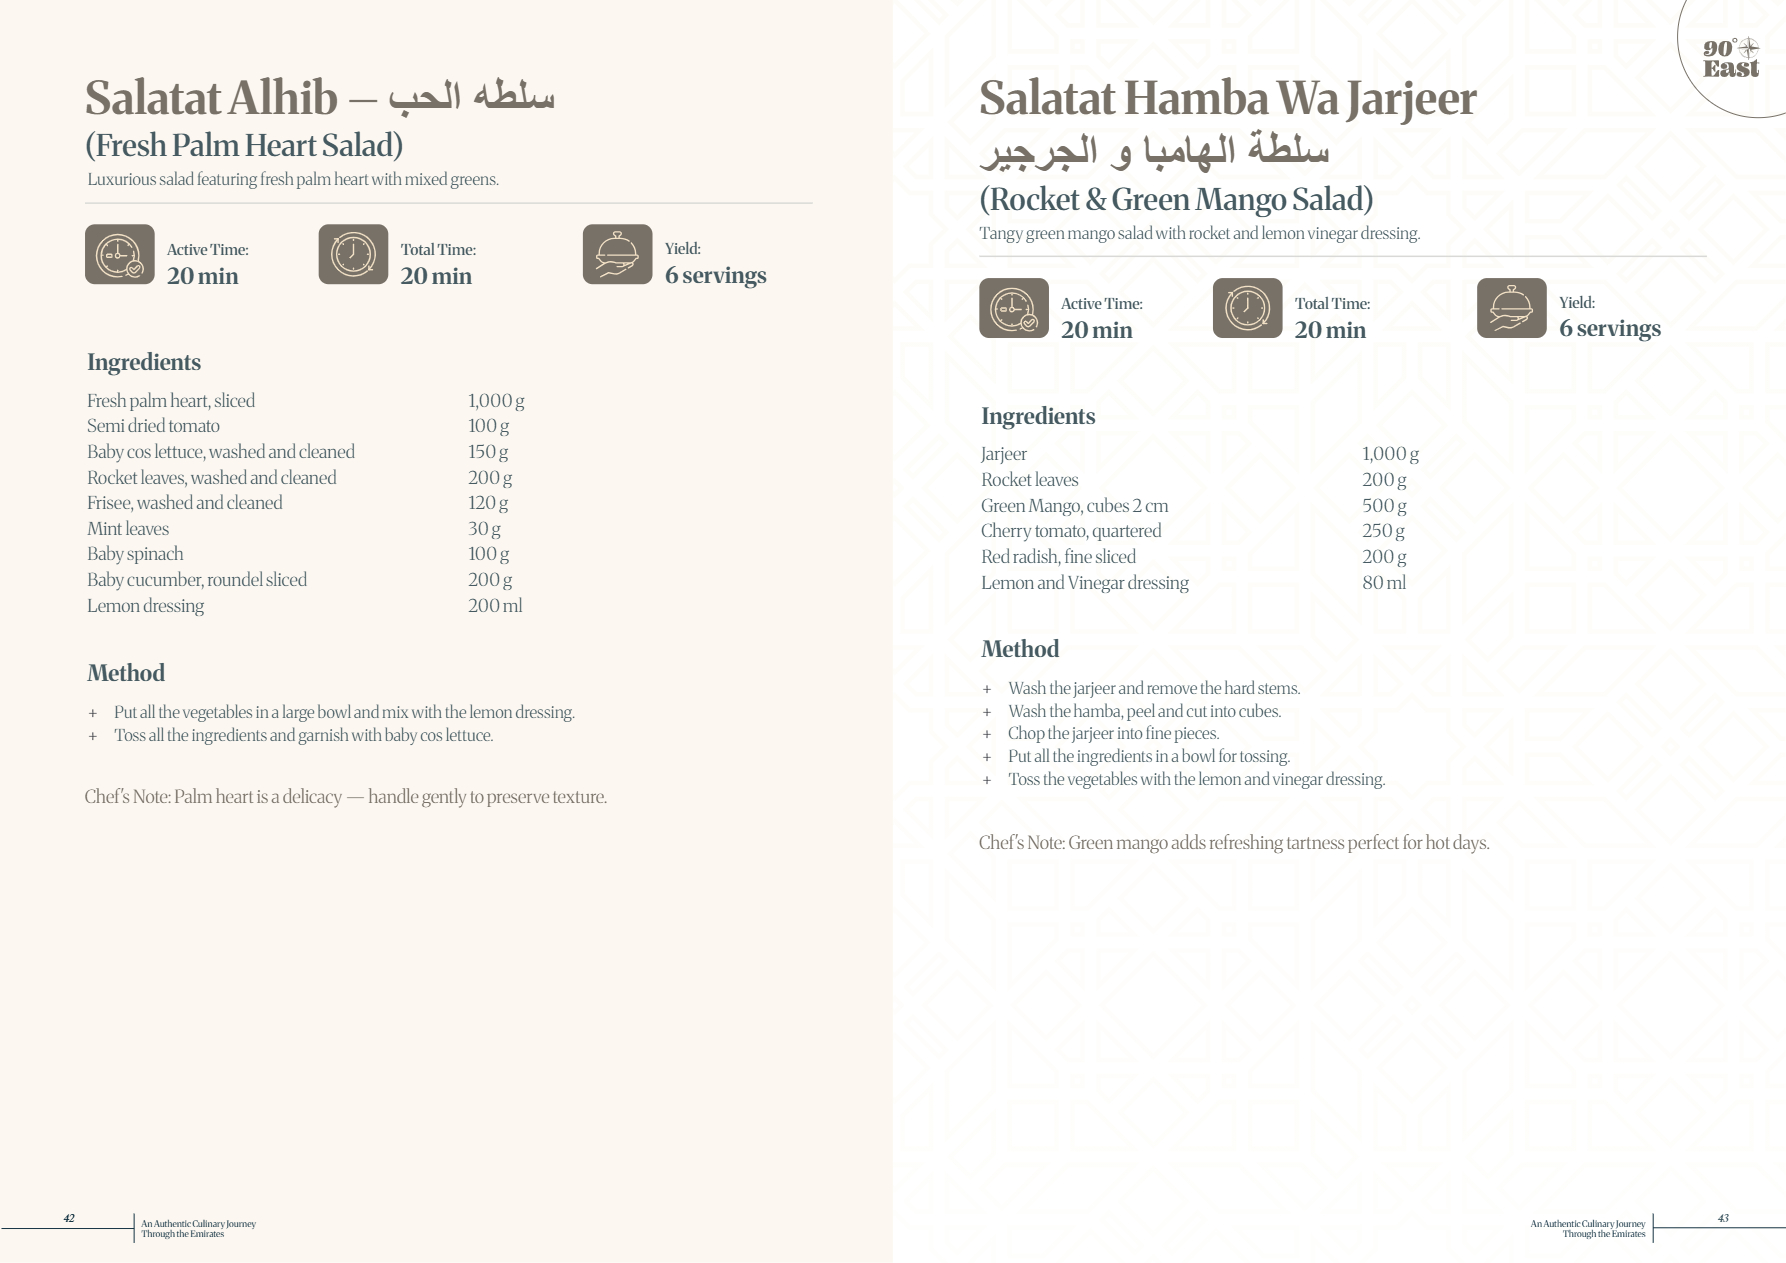 Salatat Alhib – سلطه الحب
(Fresh Palm Heart Salad)
Luxurious salad featuring fresh palm heart with mixed greens.
Active Time:
20 min
Total Time:
20 min
Yield:
6 servings
Ingredients
Fresh palm heart, sliced 1,000 g
Semi dried tomato 100 g
Baby cos lettuce, washed and cleaned 150 g
Rocket leaves, washed and cleaned 200 g
Frisee, washed and cleaned 120 g
Mint leaves 30 g
Baby spinach 100 g
Baby cucumber, roundel sliced 200 g
Lemon dressing 200 ml
Method
+ Put all the vegetables in a large bowl and mix with the lemon dressing.
+ Toss all the ingredients and garnish with baby cos lettuce.
Chef's Note: Palm heart is a delicacy — handle gently to preserve texture.
42
An Authentic Culinary Journey
Through the Emirates
90° East
Salatat Hamba Wa Jarjeer
سلطة الهامبا و الجرجير
(Rocket & Green Mango Salad)
Tangy green mango salad with rocket and lemon vinegar dressing.
Active Time:
20 min
Total Time:
20 min
Yield:
6 servings
Ingredients
Jarjeer 1,000 g
Rocket leaves 200 g
Green Mango, cubes 2 cm 500 g
Cherry tomato, quartered 250 g
Red radish, fine sliced 200 g
Lemon and Vinegar dressing 80 ml
Method
+ Wash the jarjeer and remove the hard stems.
+ Wash the hamba, peel and cut into cubes.
+ Chop the jarjeer into fine pieces.
+ Put all the ingredients in a bowl for tossing.
+ Toss the vegetables with the lemon and vinegar dressing.
Chef's Note: Green mango adds refreshing tartness perfect for hot days.
An Authentic Culinary Journey
Through the Emirates
43